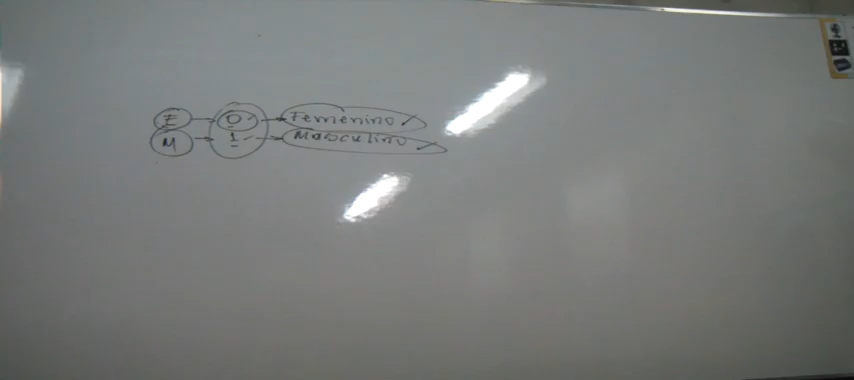 F → 0 → Femenino
M → 1 → Masculino